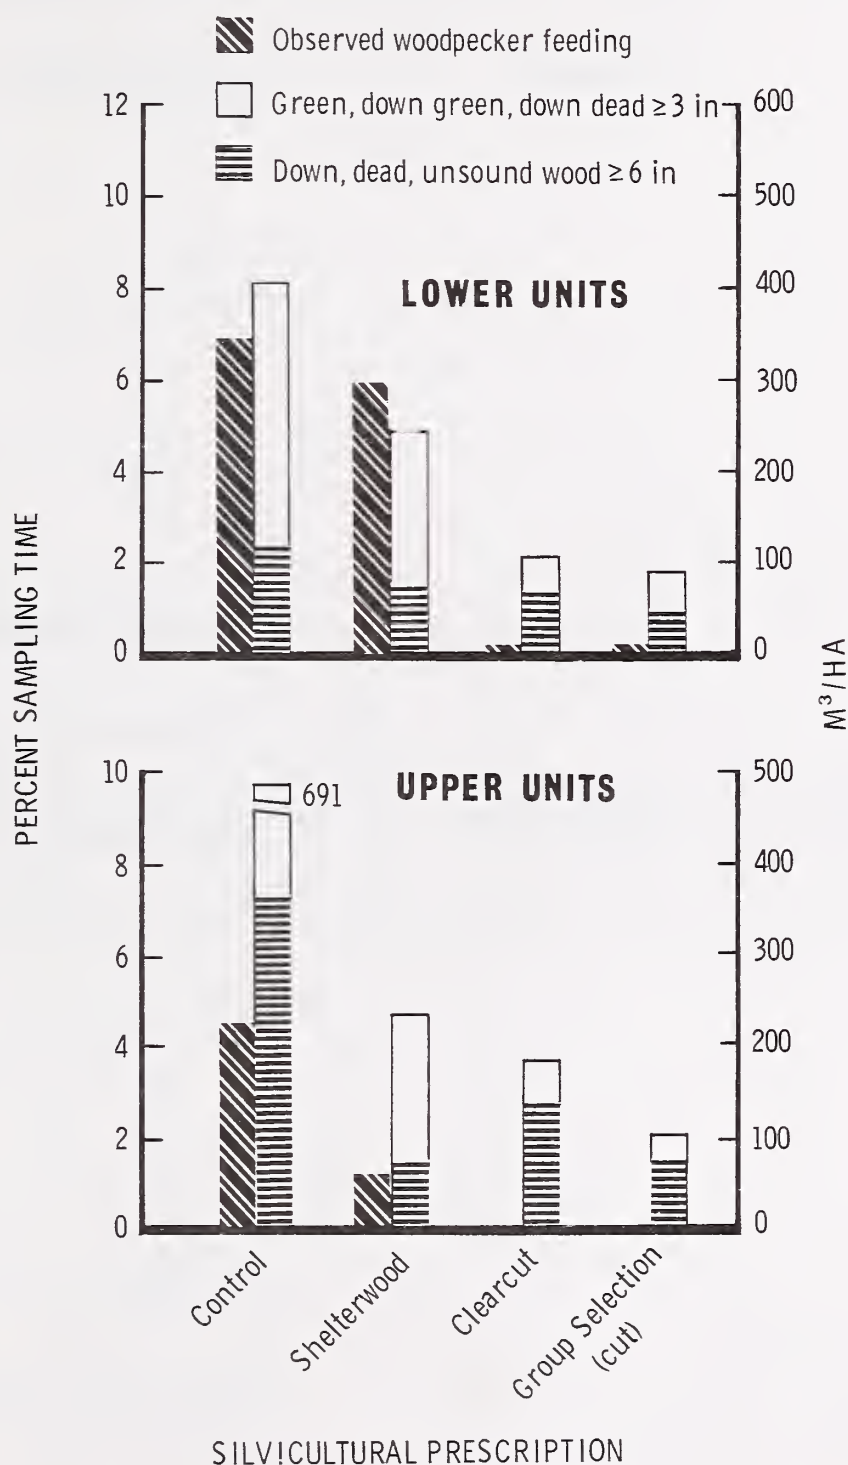 Observed woodpecker feeding
Green, down green, down dead ≥3 in
Down, dead, unsound wood ≥6 in
12
10
8
6
4
2
0
600
500
400
300
200
100
0
LOWER UNITS
PERCENT SAMPLING TIME
M³/HA
10
8
6
4
2
0
500
400
300
200
100
0
691
UPPER UNITS
Control
Shelterwood
Clearcut
Group Selection
(cut)
SILV!CULTURAL PRESCRIPTION